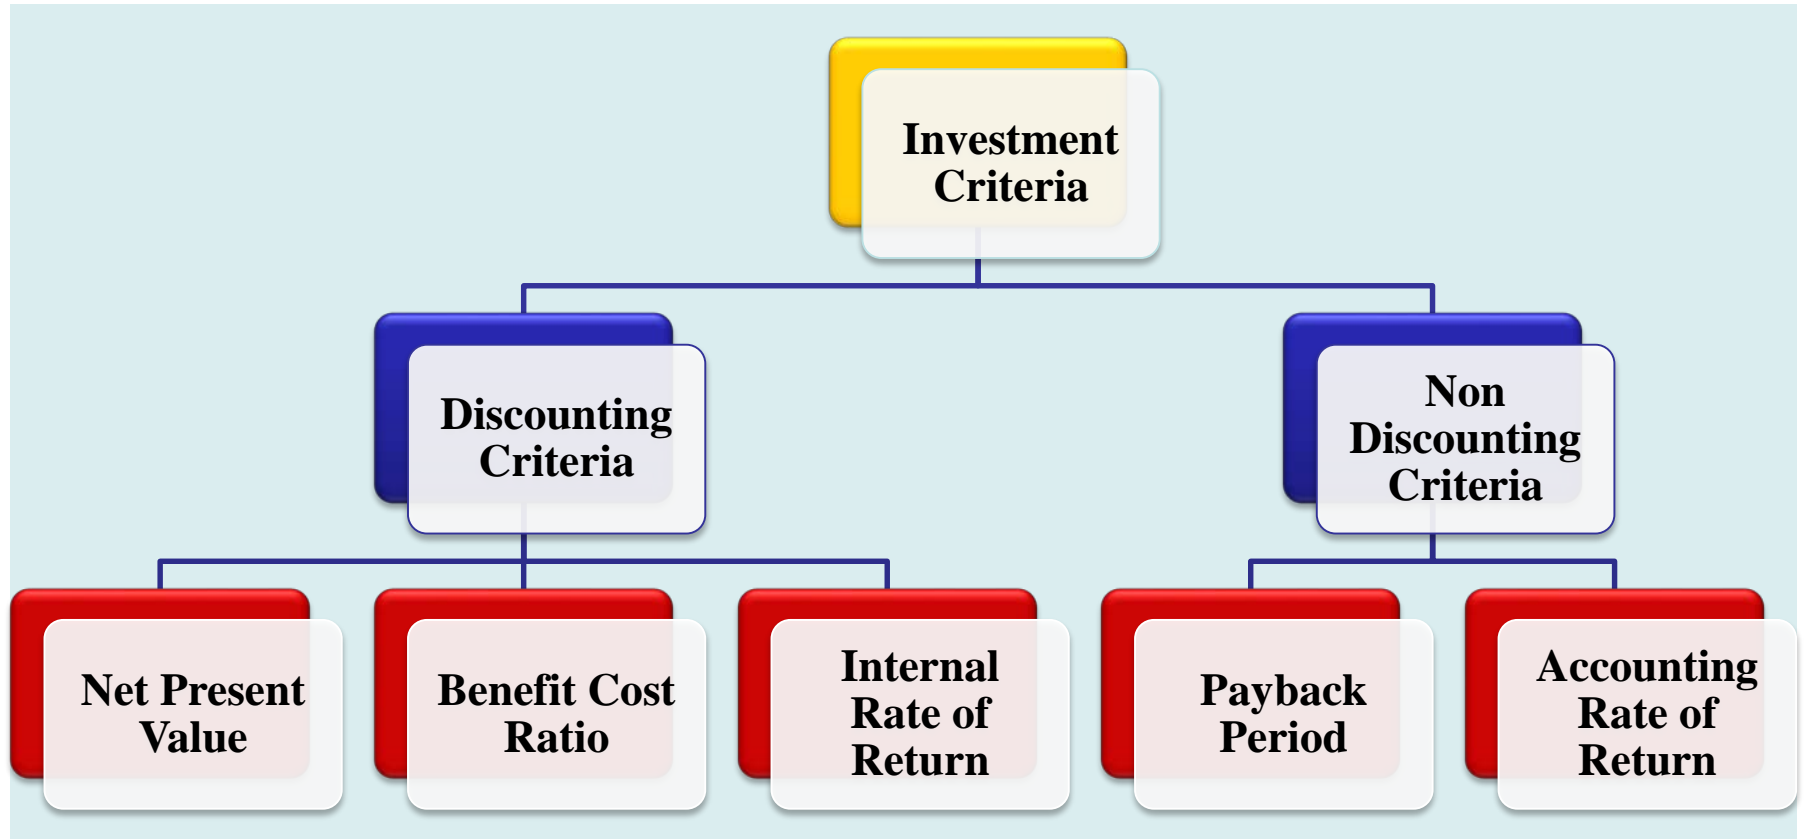 Investment
Criteria
Discounting
Criteria
Non
Discounting
Criteria
Net Present
Value
Benefit Cost
Ratio
Internal
Rate of
Return
Payback
Period
Accounting
Rate of
Return